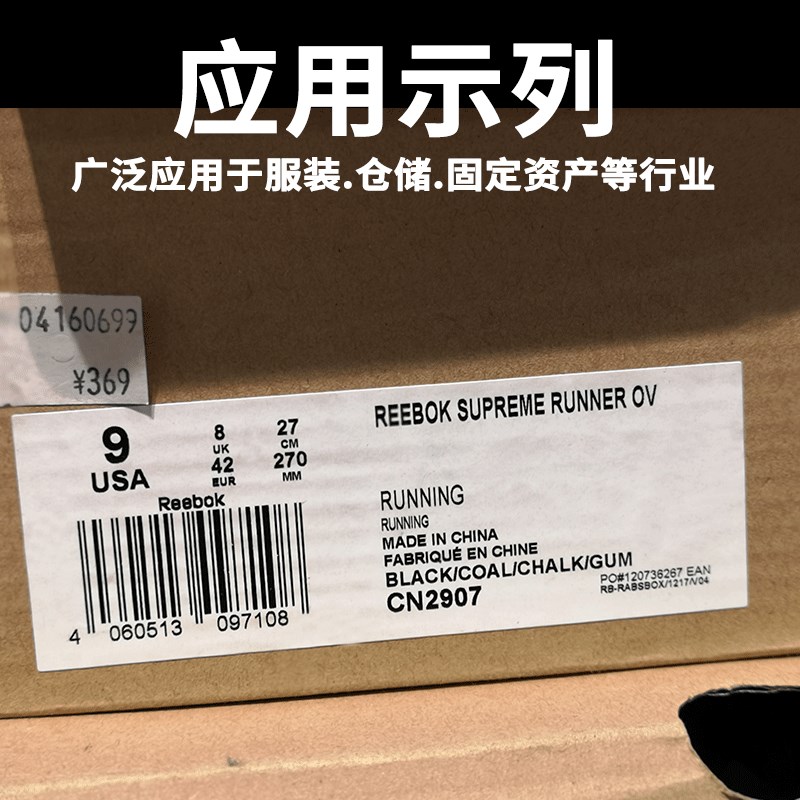 应用示列
广泛应用于服装.仓储.固定资产等行业
04160699
¥369
REEBOK SUPREME RUNNER OV
9
USA
8
UK
42
EUR
27
CM
270
MM
Reebok
4 060513 097108
RUNNING
RUNNING
MADE IN CHINA
FABRIQUÉ EN CHINE
BLACK/COAL/CHALK/GUM
CN2907
PO#120736267 EAN
RB-RABSBOX/1217/V04